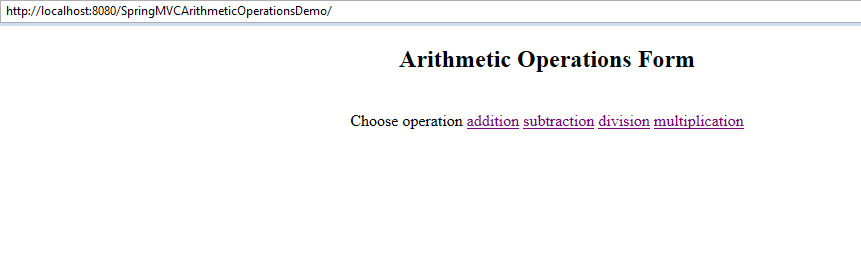 http://localhost:8080/SpringMVCArithmeticOperationsDemo/
Arithmetic Operations Form
Choose operation addition subtraction division multiplication